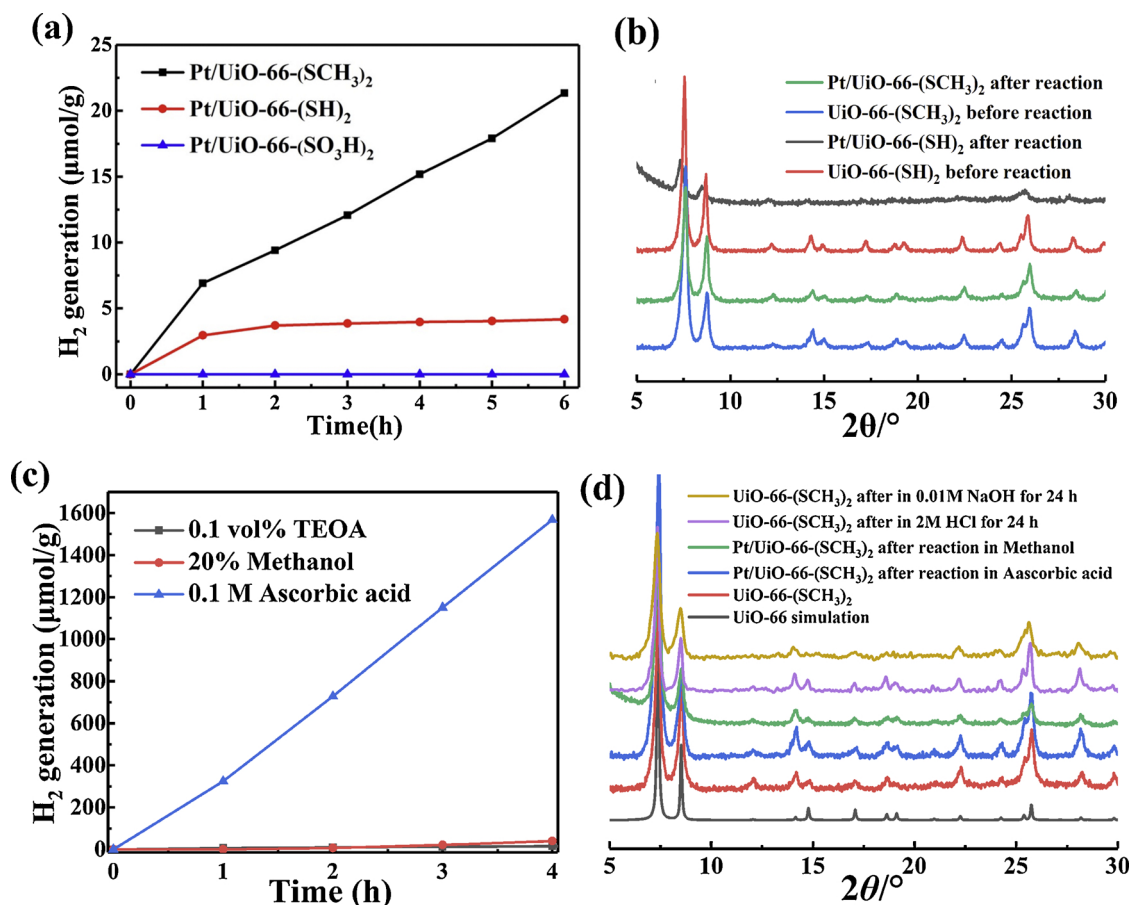 (a)
H₂ generation (μmol/g)
25
20
15
10
5
0
Pt/UiO-66-(SCH₃)₂
Pt/UiO-66-(SH)₂
Pt/UiO-66-(SO₃H)₂
0 1 2 3 4 5 6
Time(h)
(b)
Pt/UiO-66-(SCH₃)₂ after reaction
UiO-66-(SCH₃)₂ before reaction
Pt/UiO-66-(SH)₂ after reaction
UiO-66-(SH)₂ before reaction
5 10 15 20 25 30
2θ/°
(c)
H₂ generation (μmol/g)
1600
1400
1200
1000
800
600
400
200
0
0.1 vol% TEOA
20% Methanol
0.1 M Ascorbic acid
0 1 2 3 4
Time (h)
(d)
UiO-66-(SCH₃)₂ after in 0.01M NaOH for 24 h
UiO-66-(SCH₃)₂ after in 2M HCl for 24 h
Pt/UiO-66-(SCH₃)₂ after reaction in Methanol
Pt/UiO-66-(SCH₃)₂ after reaction in Aascorbic acid
UiO-66-(SCH₃)₂
UiO-66 simulation
5 10 15 20 25 30
2θ/°